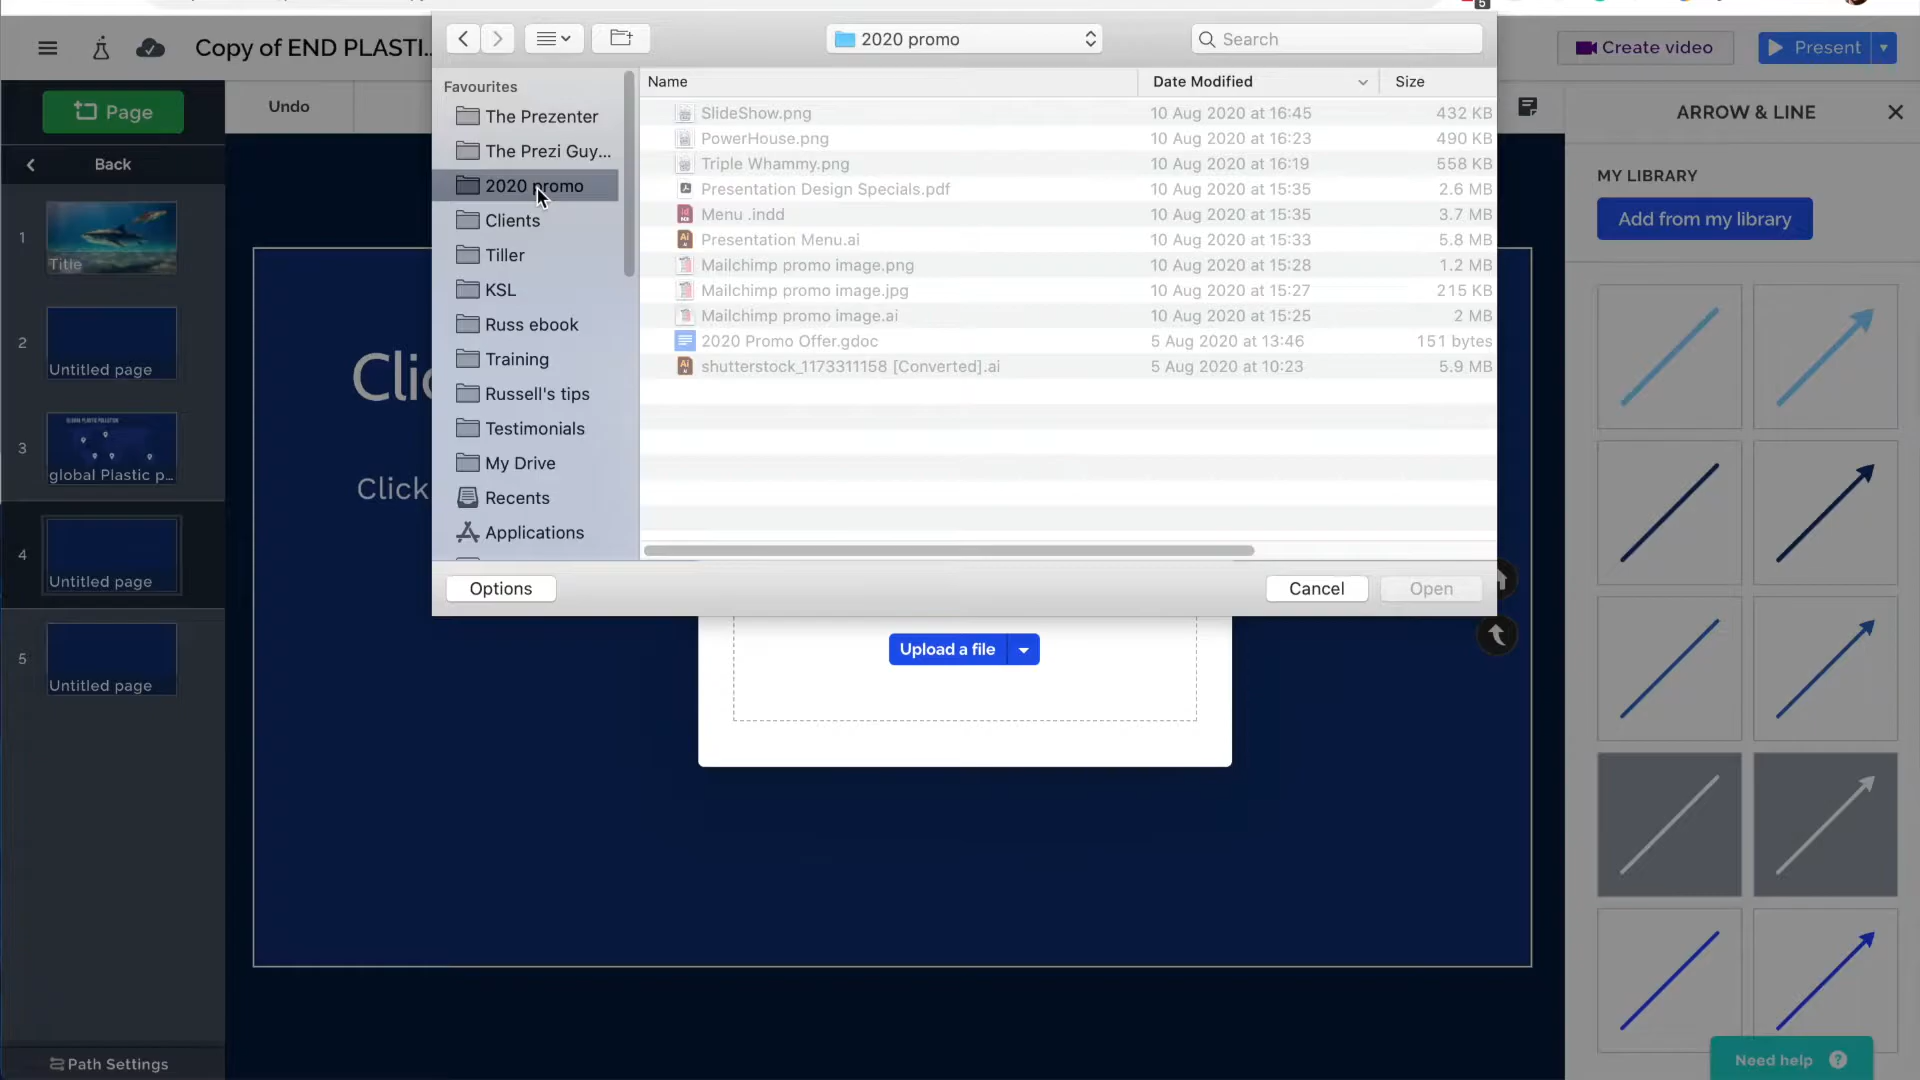 5
Copy of END PLASTI...
2020 promo
Search
Create video
Present
Page
Undo
Back
1
Title
2
Untitled page
3
GLOBAL PLASTIC POLLUTION
global Plastic p...
4
Untitled page
5
Untitled page
Path Settings
Clic
Click
Favourites
The Prezenter
The Prezi Guy...
2020 promo
Clients
Tiller
KSL
Russ ebook
Training
Russell's tips
Testimonials
My Drive
Recents
Applications
Name Date Modified Size
SlideShow.png 10 Aug 2020 at 16:45 432 KB
PowerHouse.png 10 Aug 2020 at 16:23 490 KB
Triple Whammy.png 10 Aug 2020 at 16:19 558 KB
Presentation Design Specials.pdf 10 Aug 2020 at 15:35 2.6 MB
Menu .indd 10 Aug 2020 at 15:35 3.7 MB
Presentation Menu.ai 10 Aug 2020 at 15:33 5.8 MB
Mailchimp promo image.png 10 Aug 2020 at 15:28 1.2 MB
Mailchimp promo image.jpg 10 Aug 2020 at 15:27 215 KB
Mailchimp promo image.ai 10 Aug 2020 at 15:25 2 MB
2020 Promo Offer.gdoc 5 Aug 2020 at 13:46 151 bytes
shutterstock_1173311158 [Converted].ai 5 Aug 2020 at 10:23 5.9 MB
Options
Cancel
Open
Upload a file
ARROW & LINE
MY LIBRARY
Add from my library
Need help ?